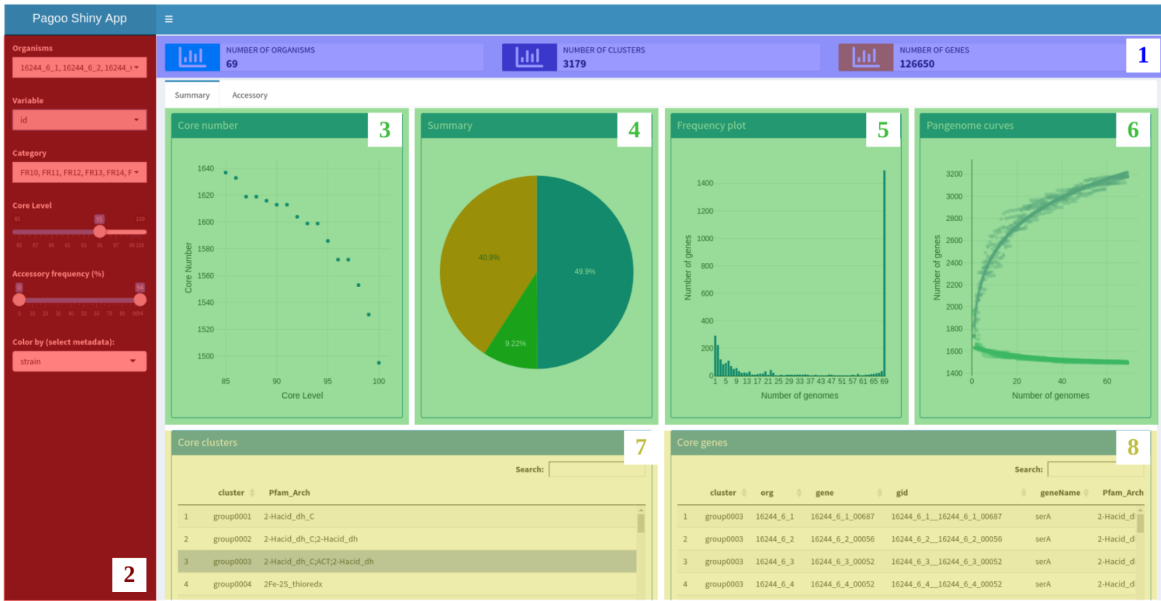 Pagoo Shiny App
Organisms
16244_6_1, 16244_6_2, 16244_
Variable
id
Category
FR10, FR11, FR12, FR13, FR14, F
Core Level
95
Accessory frequency (%)
0
Color by (select metadata):
strain
2
NUMBER OF ORGANISMS
69
NUMBER OF CLUSTERS
3179
NUMBER OF GENES
126650
1
Summary Accessory
Core number
3
1640
1620
1600
1580
1560
1540
1520
1500
85 90 95 100
Core Number
Core Level
Summary
4
40.9%
49.9%
9.22%
Frequency plot
5
1400
1200
1000
800
600
400
200
0
1 5 9 13 17 21 25 29 33 37 43 47 51 57 61 65 69
Number of genes
Number of genomes
Pangenome curves
6
3200
3000
2800
2600
2400
2200
2000
1800
1600
1400
0 20 40 60
Number of genes
Number of genomes
Core clusters
7
Search:
cluster Pfam_Arch
1 group0001 2-Hacid_dh_C
2 group0002 2-Hacid_dh_C;2-Hacid_dh
3 group0003 2-Hacid_dh_C;ACT;2-Hacid_dh
4 group0004 2Fe-2S_thioredx
Core genes
8
Search:
cluster org gene gid geneName Pfam_Arch
1 group0003 16244_6_1 16244_6_1_00687 16244_6_1__16244_6_1_00687 serA 2-Hacid_d
2 group0003 16244_6_2 16244_6_2_00056 16244_6_2__16244_6_2_00056 serA 2-Hacid_d
3 group0003 16244_6_3 16244_6_3_00052 16244_6_3__16244_6_3_00052 serA 2-Hacid_d
4 group0003 16244_6_4 16244_6_4_00052 16244_6_4__16244_6_4_00052 serA 2-Hacid_d